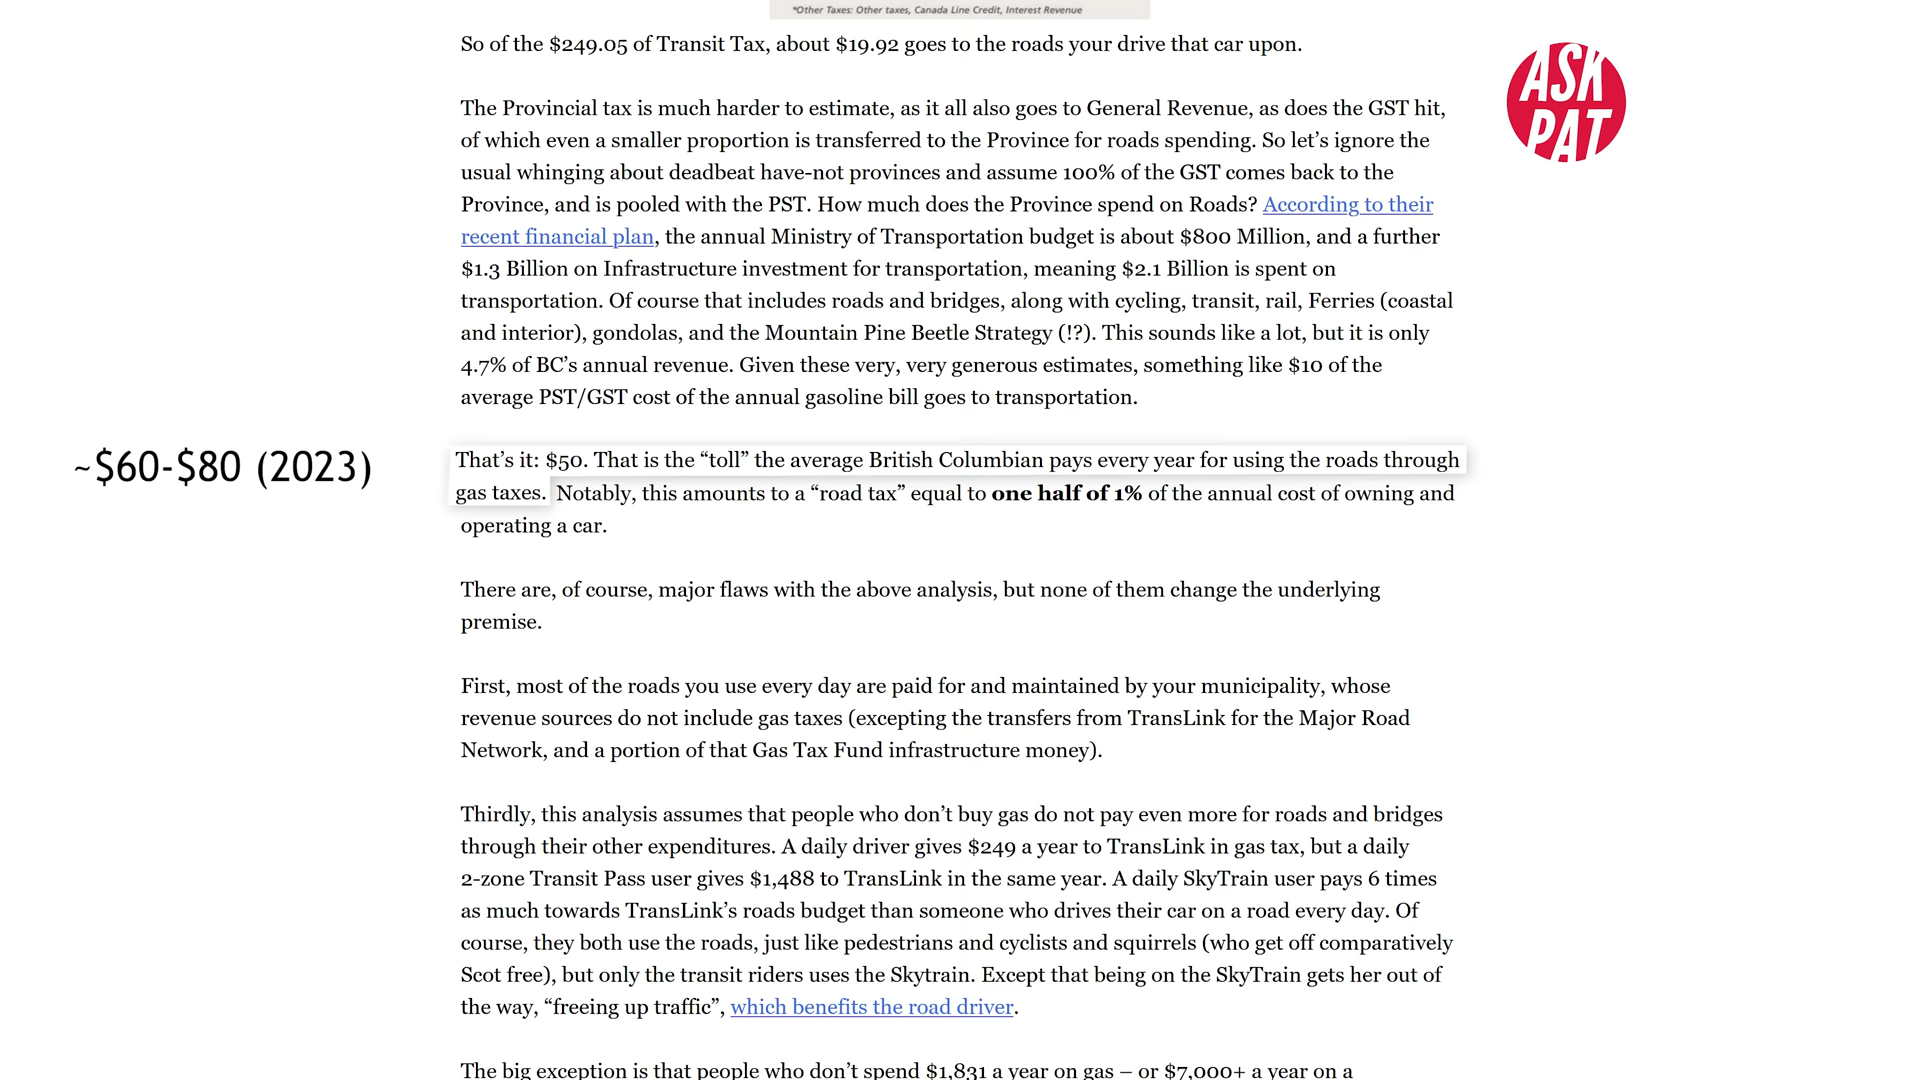 *Other Taxes: Other taxes, Canada Line Credit, Interest Revenue
So of the $249.05 of Transit Tax, about $19.92 goes to the roads your drive that car upon.
ASK
PAT
The Provincial tax is much harder to estimate, as it all also goes to General Revenue, as does the GST hit,
of which even a smaller proportion is transferred to the Province for roads spending. So let’s ignore the
usual whinging about deadbeat have-not provinces and assume 100% of the GST comes back to the
Province, and is pooled with the PST. How much does the Province spend on Roads? According to their
recent financial plan, the annual Ministry of Transportation budget is about $800 Million, and a further
$1.3 Billion on Infrastructure investment for transportation, meaning $2.1 Billion is spent on
transportation. Of course that includes roads and bridges, along with cycling, transit, rail, Ferries (coastal
and interior), gondolas, and the Mountain Pine Beetle Strategy (!?). This sounds like a lot, but it is only
4.7% of BC’s annual revenue. Given these very, very generous estimates, something like $10 of the
average PST/GST cost of the annual gasoline bill goes to transportation.
~$60-$80 (2023)
That’s it: $50. That is the “toll” the average British Columbian pays every year for using the roads through
gas taxes. Notably, this amounts to a “road tax” equal to one half of 1% of the annual cost of owning and
operating a car.
There are, of course, major flaws with the above analysis, but none of them change the underlying
premise.
First, most of the roads you use every day are paid for and maintained by your municipality, whose
revenue sources do not include gas taxes (excepting the transfers from TransLink for the Major Road
Network, and a portion of that Gas Tax Fund infrastructure money).
Thirdly, this analysis assumes that people who don’t buy gas do not pay even more for roads and bridges
through their other expenditures. A daily driver gives $249 a year to TransLink in gas tax, but a daily
2-zone Transit Pass user gives $1,488 to TransLink in the same year. A daily SkyTrain user pays 6 times
as much towards TransLink’s roads budget than someone who drives their car on a road every day. Of
course, they both use the roads, just like pedestrians and cyclists and squirrels (who get off comparatively
Scot free), but only the transit riders uses the Skytrain. Except that being on the SkyTrain gets her out of
the way, “freeing up traffic”, which benefits the road driver.
The big exception is that people who don’t spend $1,831 a year on gas – or $7,000+ a year on a